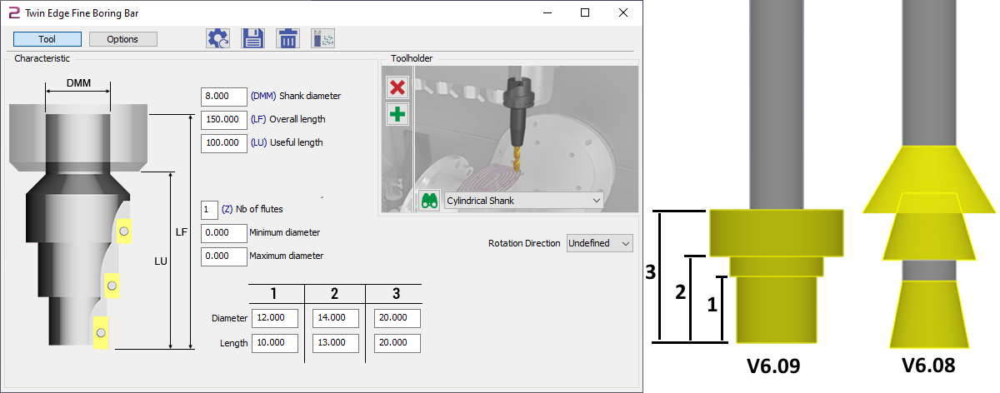 Twin Edge Fine Boring Bar
Tool
Options
Characteristic
Toolholder
DMM
8.000 (DMM) Shank diameter
150.000 (LF) Overall length
100.000 (LU) Useful length
Cylindrical Shank
1 (Z) Nb of flutes
0.000 Minimum diameter
0.000 Maximum diameter
LF
LU
Rotation Direction Undefined
1 2 3
Diameter 12.000 14.000 20.000
Length 10.000 13.000 20.000
3
2
1
V6.09
V6.08